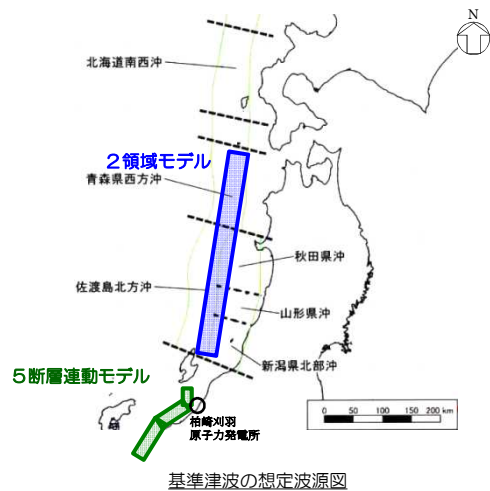 N
北海道南西沖
2領域モデル
青森県西方沖
秋田県沖
佐渡島北方沖
山形県沖
新潟県北部沖
5断層連動モデル
柏崎刈羽
原子力発電所
0 50 100 150 200 km
基準津波の想定波源図